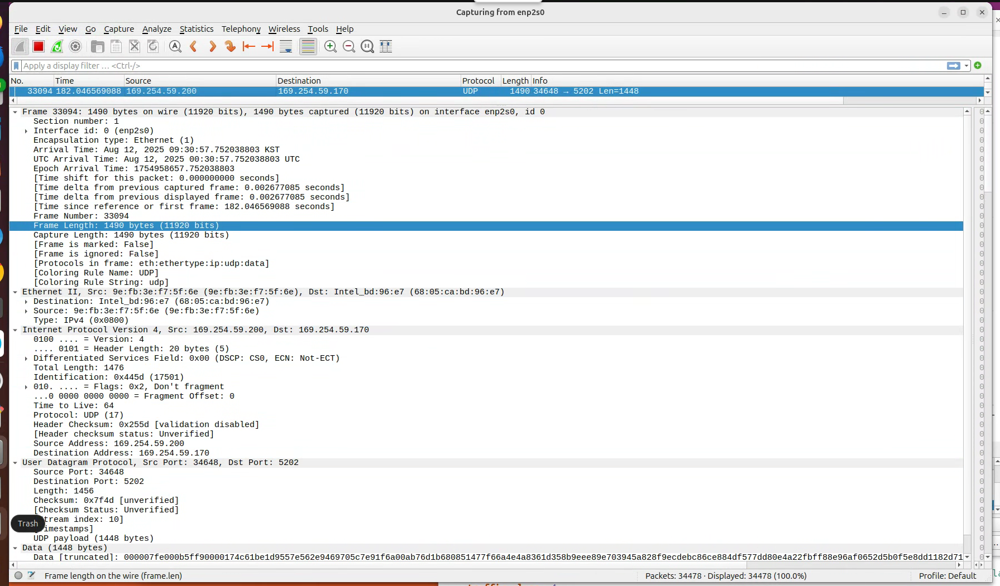 Capturing from enp2s0
File Edit View Go Capture Analyze Statistics Telephony Wireless Tools Help
Apply a display filter … <Ctrl-/>
No. Time Source Destination Protocol Length Info
33094 182.046569088 169.254.59.200 169.254.59.170 UDP 1490 34648 → 5202 Len=1448
Frame 33094: 1490 bytes on wire (11920 bits), 1490 bytes captured (11920 bits) on interface enp2s0, id 0
Section number: 1
Interface id: 0 (enp2s0)
Encapsulation type: Ethernet (1)
Arrival Time: Aug 12, 2025 09:30:57.752038803 KST
UTC Arrival Time: Aug 12, 2025 00:30:57.752038803 UTC
Epoch Arrival Time: 1754958657.752038803
[Time shift for this packet: 0.000000000 seconds]
[Time delta from previous captured frame: 0.002677085 seconds]
[Time delta from previous displayed frame: 0.002677085 seconds]
[Time since reference or first frame: 182.046569088 seconds]
Frame Number: 33094
Frame Length: 1490 bytes (11920 bits)
Capture Length: 1490 bytes (11920 bits)
[Frame is marked: False]
[Frame is ignored: False]
[Protocols in frame: eth:ethertype:ip:udp:data]
[Coloring Rule Name: UDP]
[Coloring Rule String: udp]
Ethernet II, Src: 9e:fb:3e:f7:5f:6e (9e:fb:3e:f7:5f:6e), Dst: Intel_bd:96:e7 (68:05:ca:bd:96:e7)
Destination: Intel_bd:96:e7 (68:05:ca:bd:96:e7)
Source: 9e:fb:3e:f7:5f:6e (9e:fb:3e:f7:5f:6e)
Type: IPv4 (0x0800)
Internet Protocol Version 4, Src: 169.254.59.200, Dst: 169.254.59.170
0100 .... = Version: 4
.... 0101 = Header Length: 20 bytes (5)
Differentiated Services Field: 0x00 (DSCP: CS0, ECN: Not-ECT)
Total Length: 1476
Identification: 0x445d (17501)
010. .... = Flags: 0x2, Don't fragment
...0 0000 0000 0000 = Fragment Offset: 0
Time to Live: 64
Protocol: UDP (17)
Header Checksum: 0x255d [validation disabled]
[Header checksum status: Unverified]
Source Address: 169.254.59.200
Destination Address: 169.254.59.170
User Datagram Protocol, Src Port: 34648, Dst Port: 5202
Source Port: 34648
Destination Port: 5202
Length: 1456
Checksum: 0x7f4d [unverified]
[Checksum Status: Unverified]
tream index: 10]
Trash
imestamps]
UDP payload (1448 bytes)
Data (1448 bytes)
Data [truncated]: 000007fe000b5ff90000174c61be1d9557e562e9469705c7e91f6a00ab76d1b680851477f66a4e4a8361d358b9eee89e703945a828f9ecdebc86ce884df577dd80e4a22fbff88e96af0652d5b0f5e8dd1182d71
Frame length on the wire (frame.len) Packets: 34478 · Displayed: 34478 (100.0%) Profile: Default